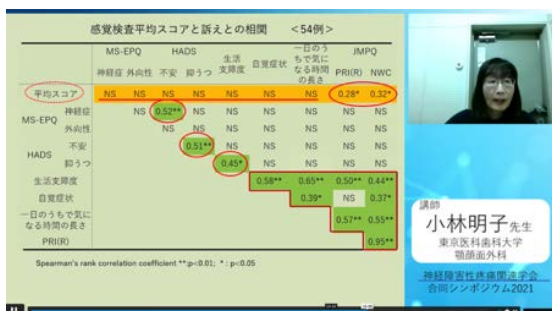 感覚検査平均スコアと訴えとの相関　<54例>
MS-EPQ HADS 生活支障度 自覚症状 一日のうちで気になる時間の長さ JMPQ
神経症 外向性 不安 抑うつ PRI(R) NWC
平均スコア NS NS NS NS NS NS NS 0.28* 0.32*
MS-EPQ 神経症 NS 0.52** NS NS NS NS NS NS
外向性 NS NS NS NS NS NS NS
HADS 不安 0.51** NS NS NS NS NS
抑うつ 0.45* NS NS NS NS
生活支障度 0.58** 0.65** 0.50** 0.44**
自覚症状 0.39* NS 0.37*
一日のうちで気になる時間の長さ 0.57** 0.55**
PRI(R) 0.95**
Spearman's rank correlation coefficient **:p<0.01; * : p<0.05
講師
小林明子先生
東京医科歯科大学
顎顔面外科
神経障害性疼痛関連学会
合同シンポジウム2021